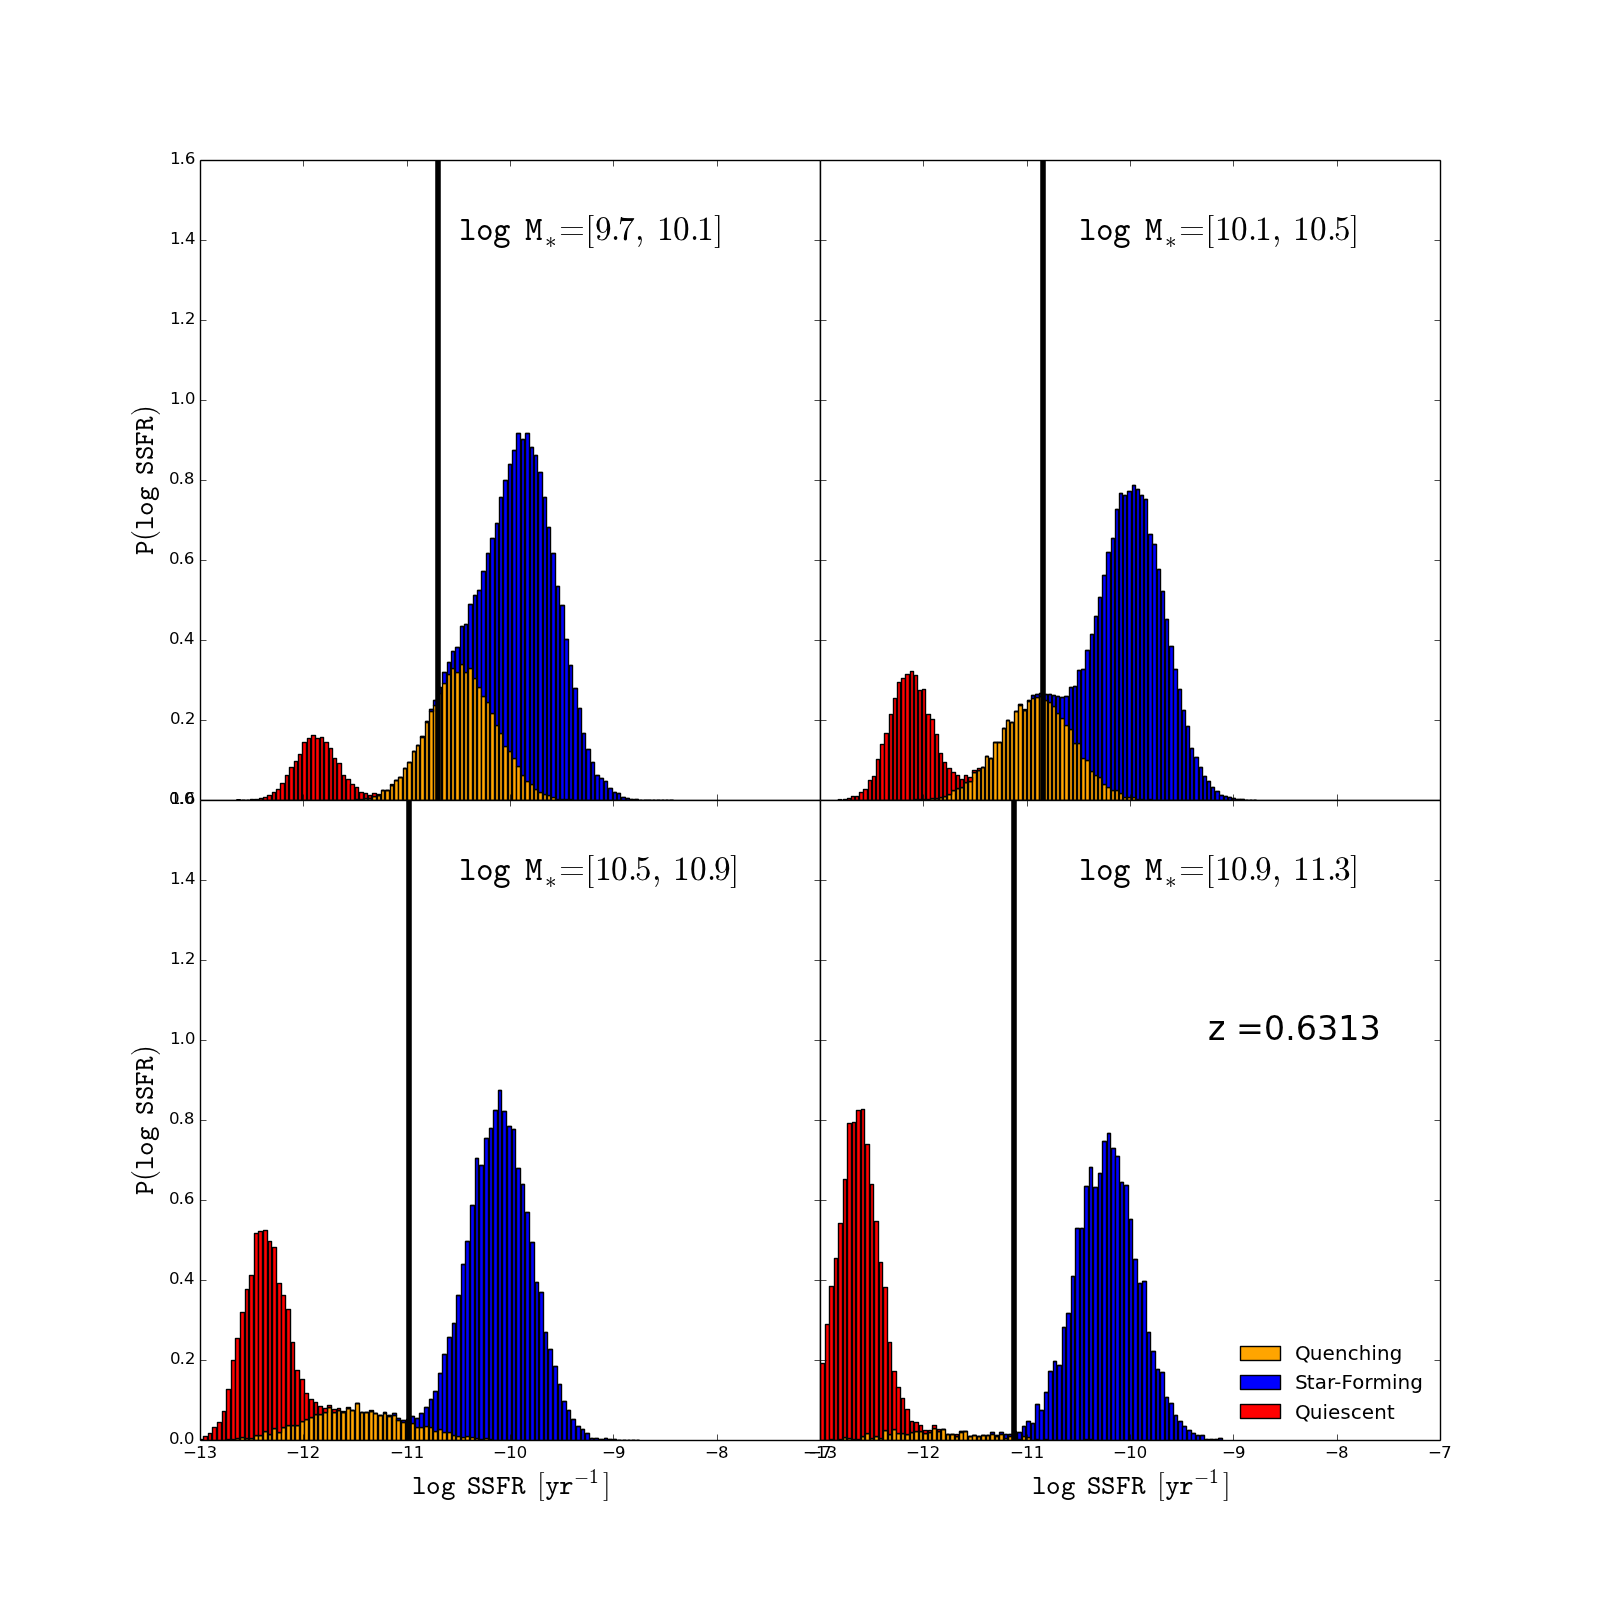 1.6
1.4
1.2
1.0
0.8
0.6
0.4
0.2
P(log SSFR)
log M*=[9.7, 10.1]
log M*=[10.1, 10.5]
1.4
1.2
1.0
0.8
0.6
0.4
0.2
0.0
P(log SSFR)
log M*=[10.5, 10.9]
log M*=[10.9, 11.3]
z =0.6313
Quenching
Star-Forming
Quiescent
−13 −12 −11 −10 −9 −8
−12 −11 −10 −9 −8 −7
log SSFR [yr⁻¹]
log SSFR [yr⁻¹]